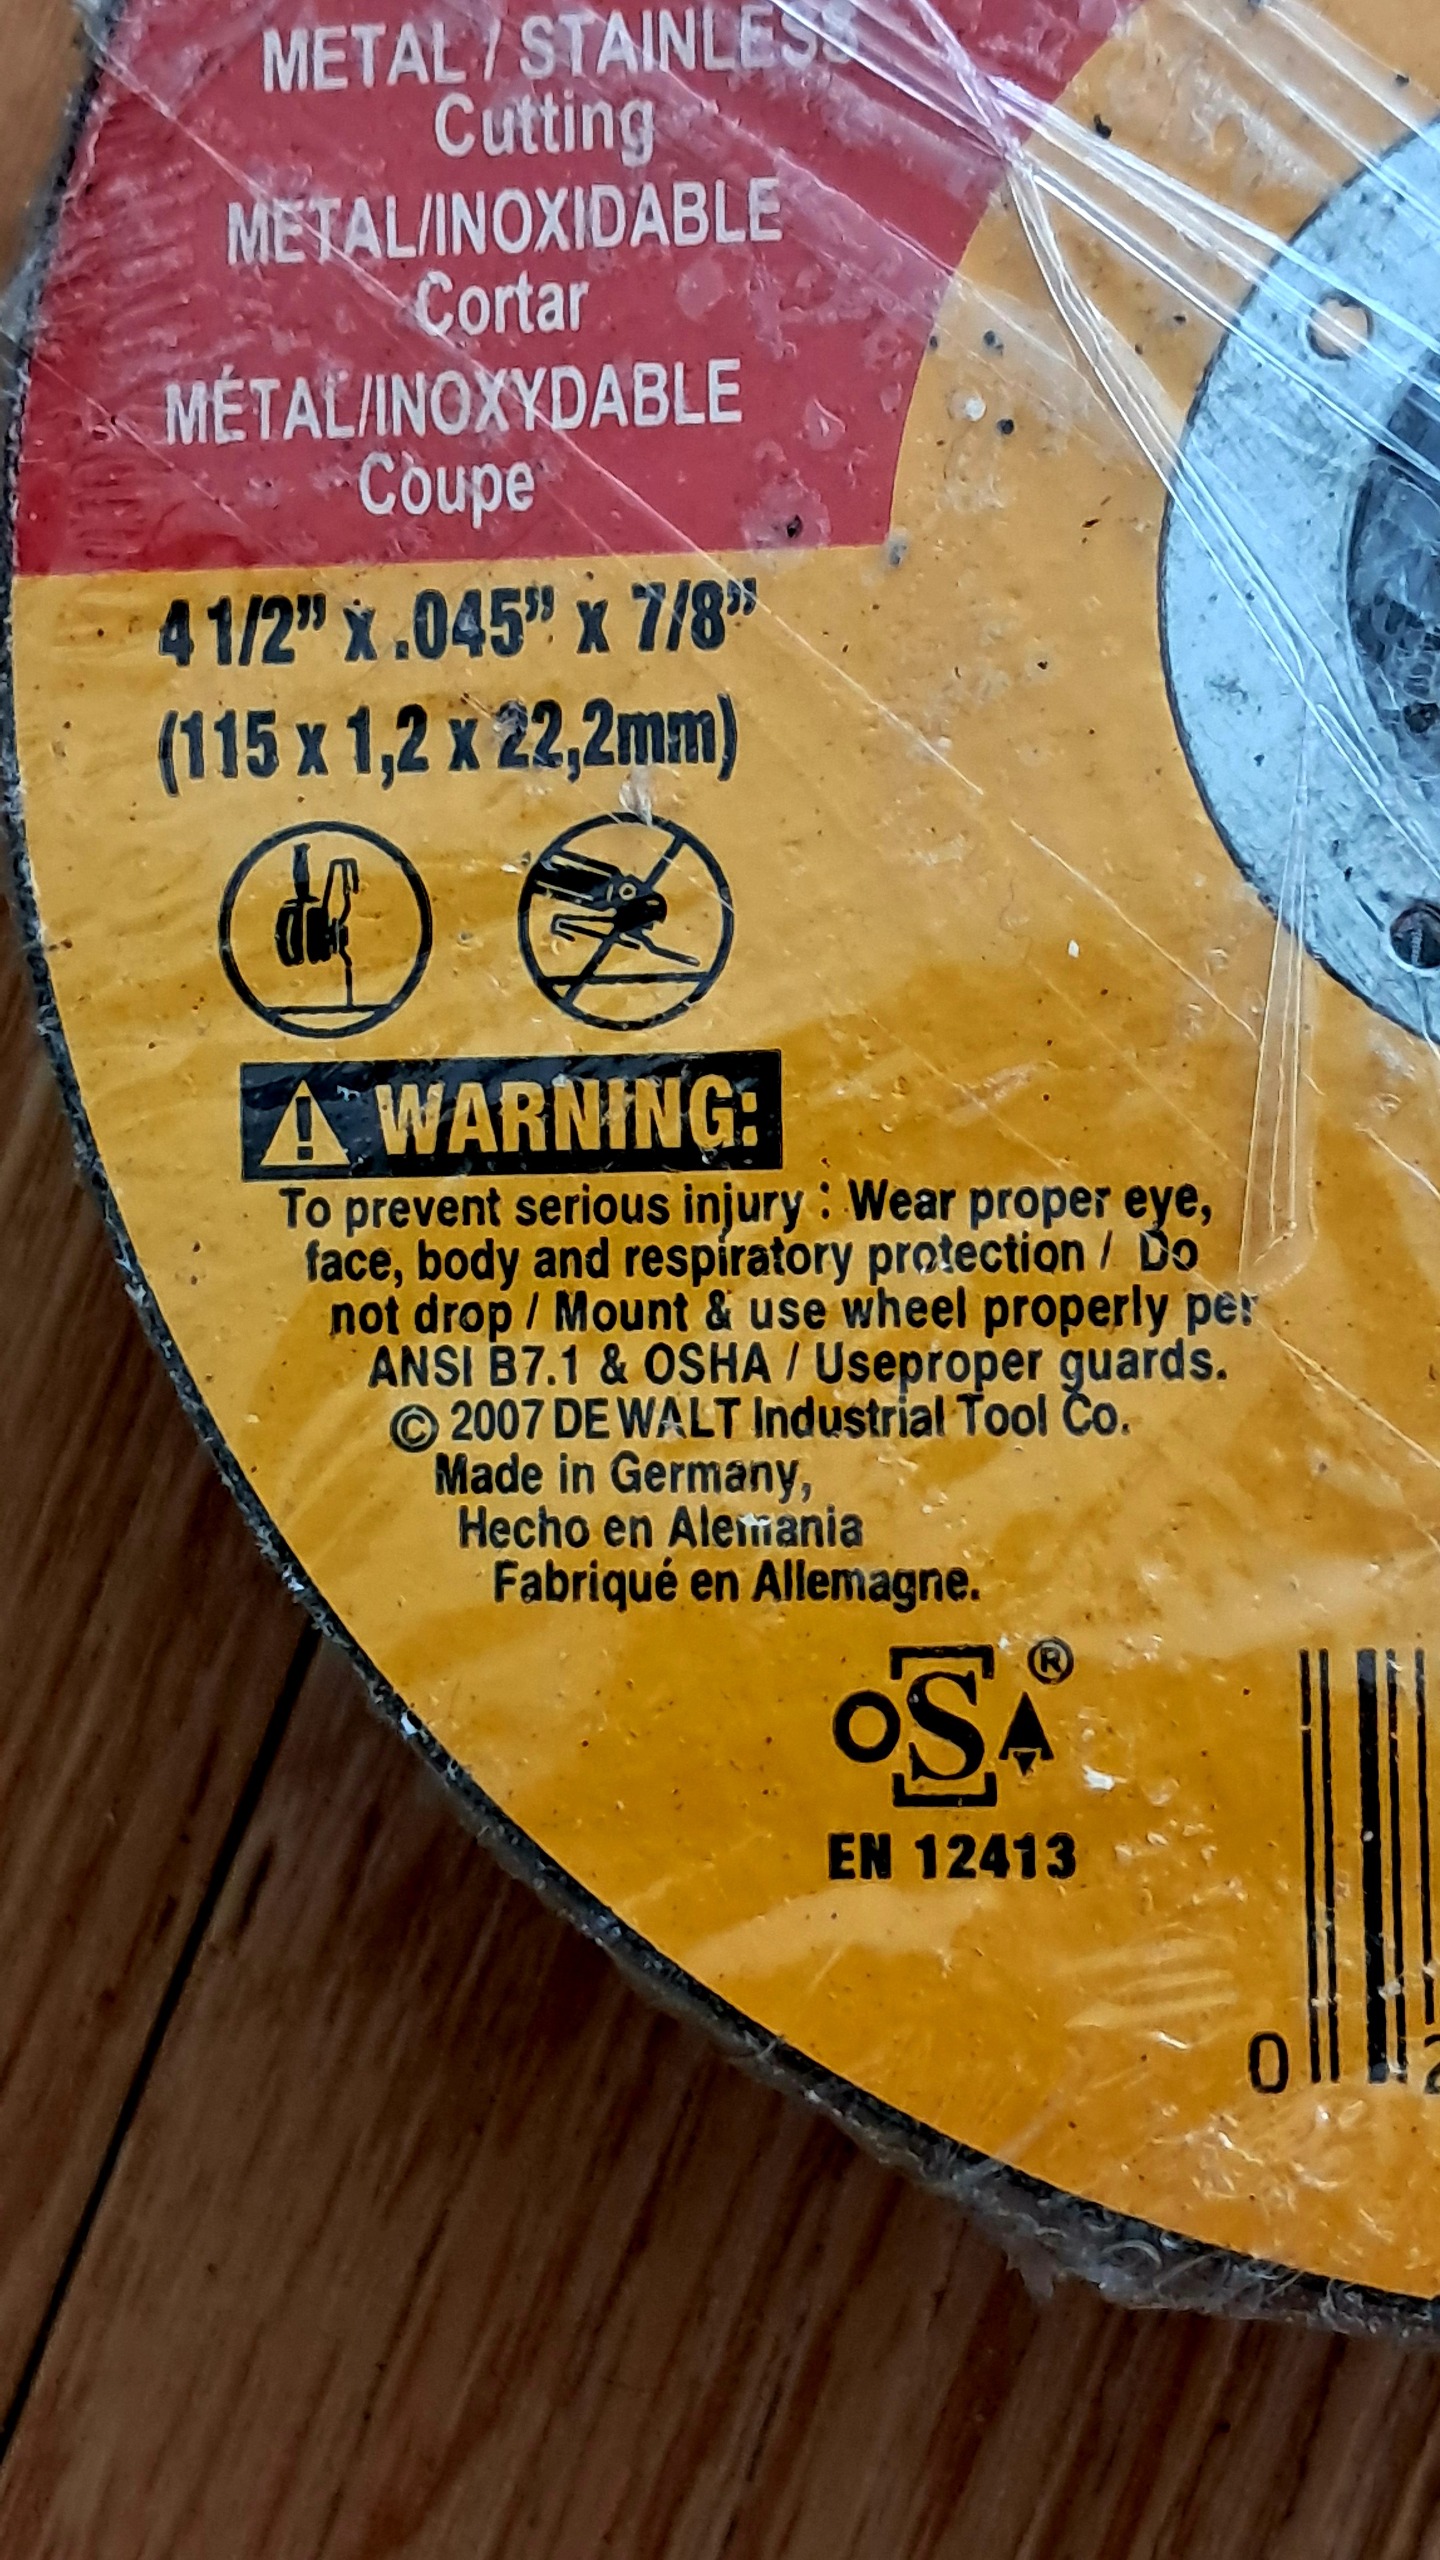 METAL / STAINLESS
Cutting
METAL/INOXIDABLE
Cortar
MÉTAL/INOXYDABLE
Coupe
4 1/2” x .045” x 7/8”
(115 x 1,2 x 22,2mm)
WARNING:
To prevent serious injury : Wear proper eye,
face, body and respiratory protection / Do
not drop / Mount & use wheel properly per
ANSI B7.1 & OSHA / Useproper guards.
© 2007 DEWALT Industrial Tool Co.
Made in Germany,
Hecho en Alemania
Fabriqué en Allemagne.
oSA®
EN 12413
0